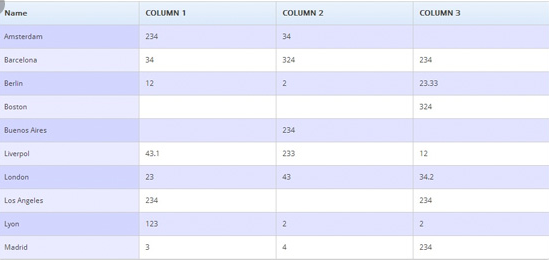 Name COLUMN 1 COLUMN 2 COLUMN 3
Amsterdam 234 34
Barcelona 34 324 234
Berlin 12 2 23.33
Boston 324
Buenos Aires 234
Liverpol 43.1 233 12
London 23 43 34.2
Los Angeles 234 234
Lyon 123 2 2
Madrid 3 4 234